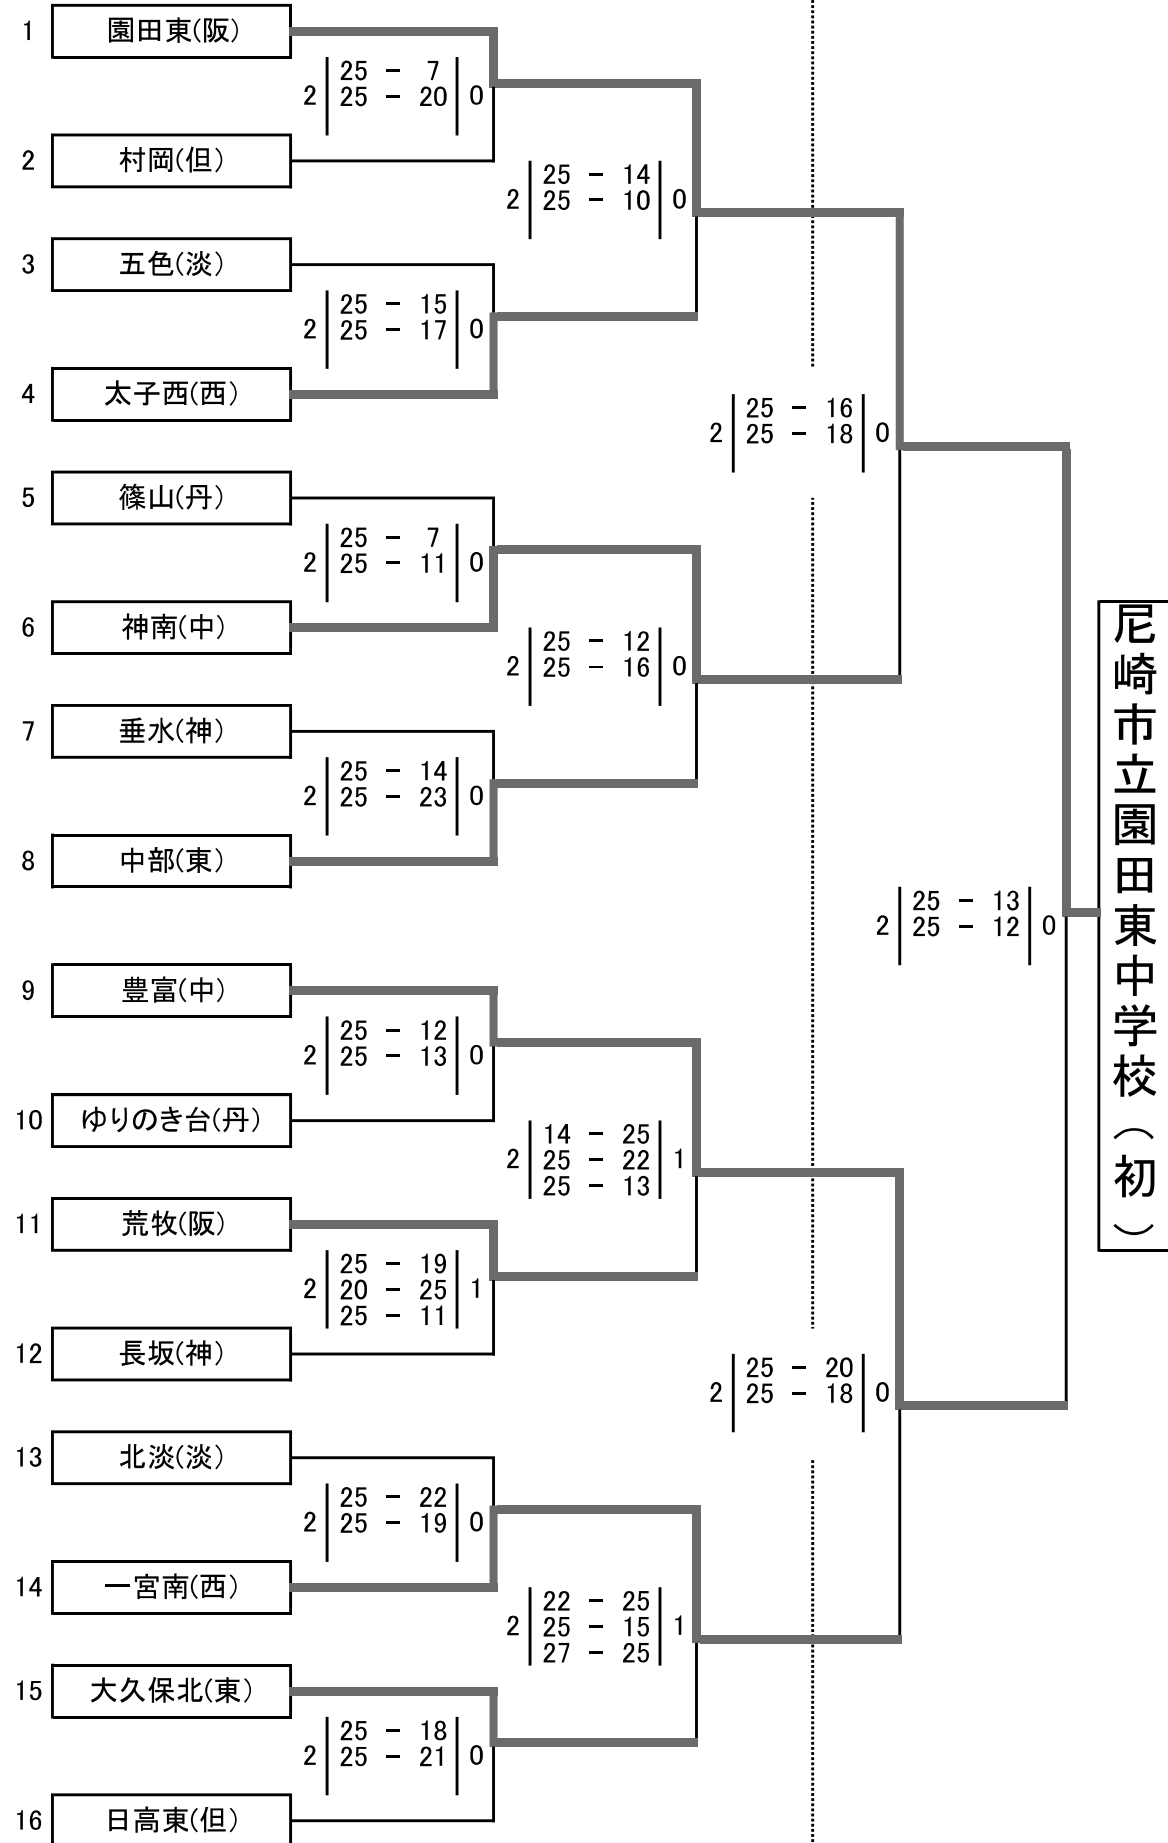 1 園田東(阪)
2 25 - 7 0
25 - 20
2 村岡(但)
2 25 - 14 0
25 - 10
3 五色(淡)
2 25 - 15 0
25 - 17
4 太子西(西)
2 25 - 16 0
25 - 18
5 篠山(丹)
2 25 - 7 0
25 - 11
6 神南(中)
2 25 - 12 0
25 - 16
7 垂水(神)
2 25 - 14 0
25 - 23
8 中部(東)
2 25 - 13 0
25 - 12
尼崎市立園田東中学校(初)
9 豊富(中)
2 25 - 12 0
25 - 13
10 ゆりのき台(丹)
2 14 - 25 1
25 - 22
25 - 13
11 荒牧(阪)
2 25 - 19 1
20 - 25
25 - 11
12 長坂(神)
2 25 - 20 0
25 - 18
13 北淡(淡)
2 25 - 22 0
25 - 19
14 一宮南(西)
2 22 - 25 1
25 - 15
27 - 25
15 大久保北(東)
2 25 - 18 0
25 - 21
16 日高東(但)